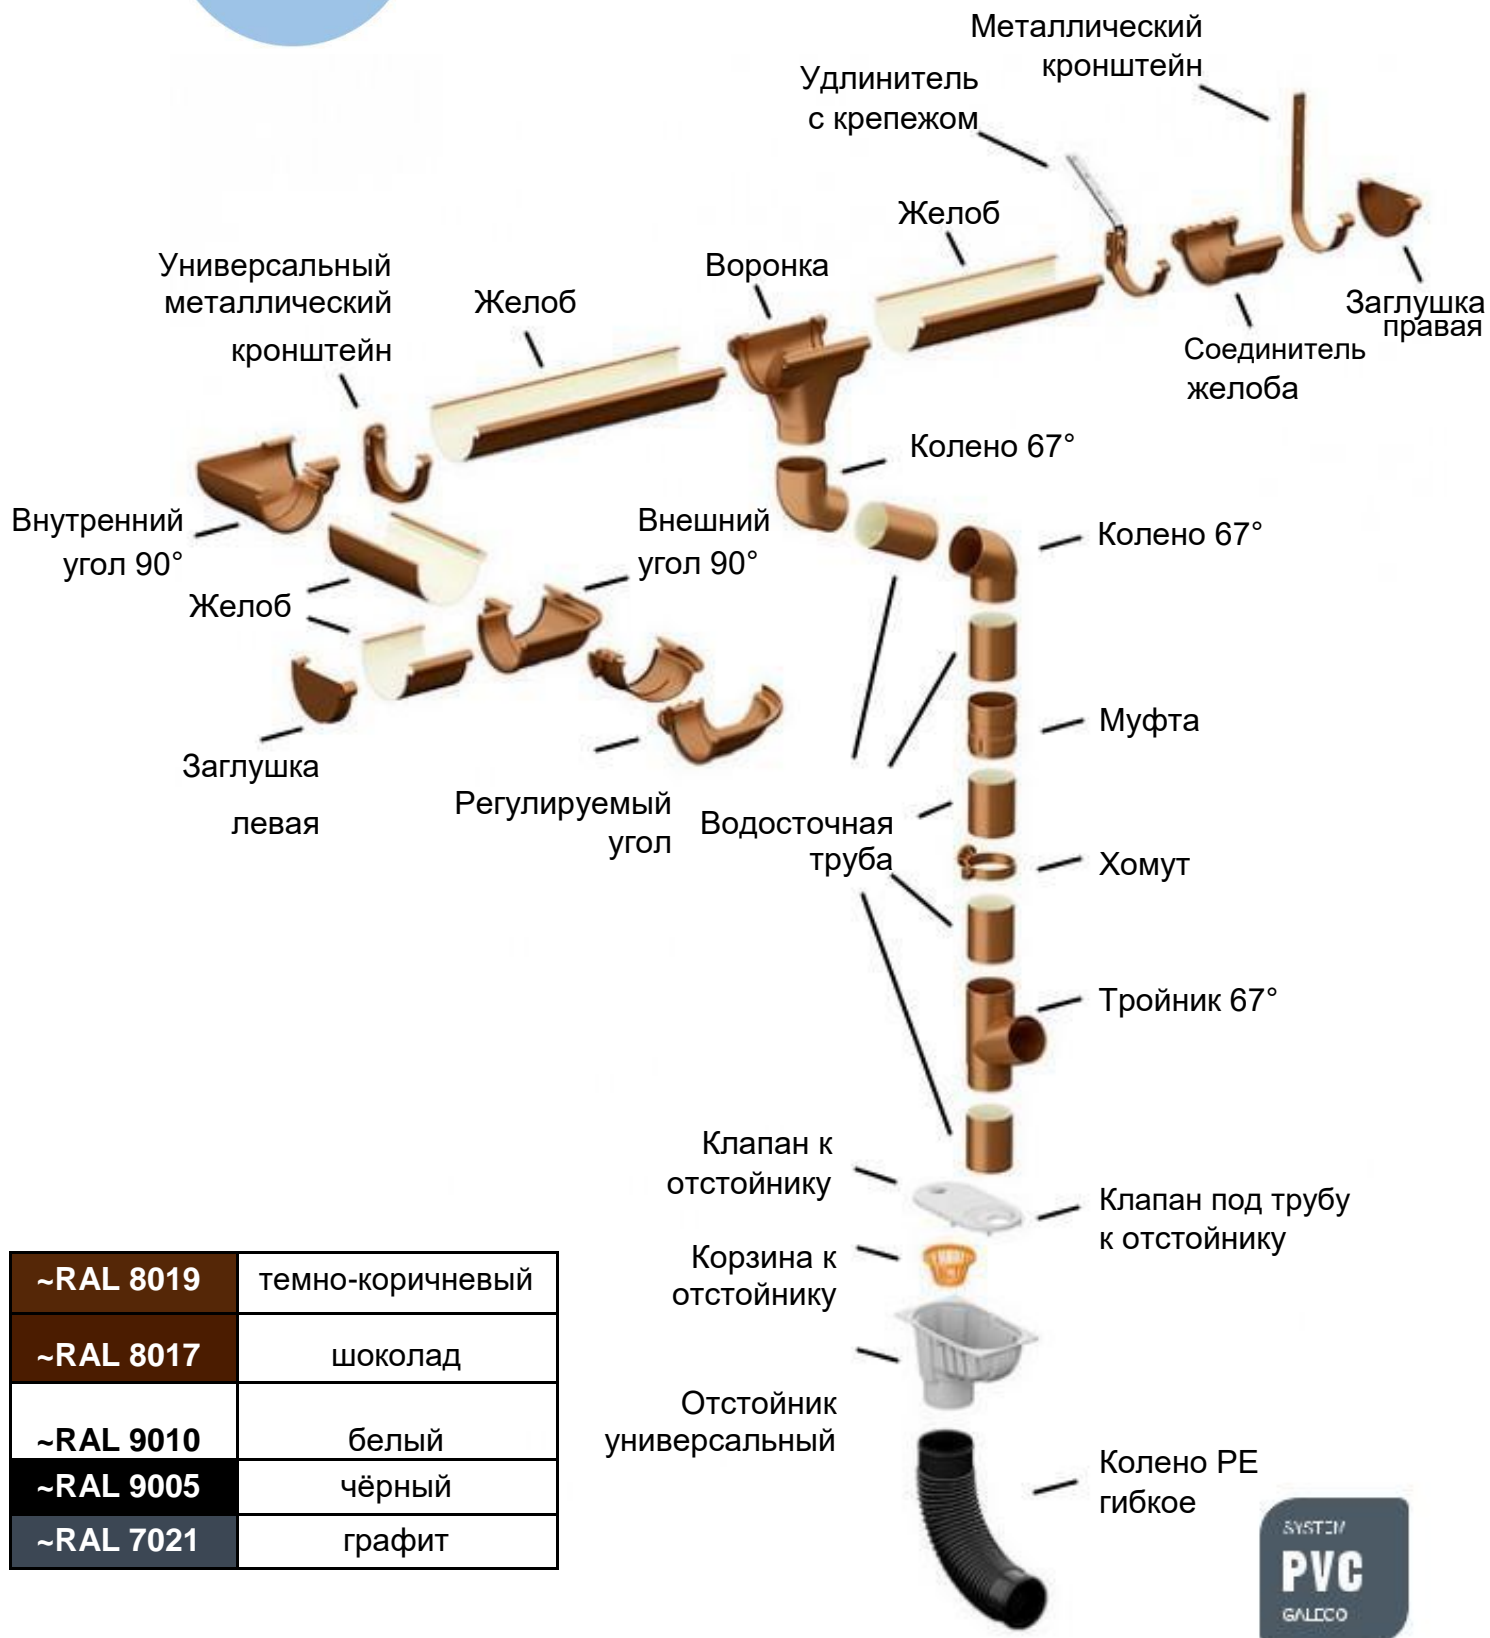 Металлический
кронштейн
Удлинитель
с крепежом
Желоб
Воронка
Универсальный
металлический
кронштейн
Желоб
Заглушка
правая
Соединитель
желоба
Колено 67°
Внутренний
угол 90°
Внешний
угол 90°
Колено 67°
Желоб
Муфта
Заглушка
левая
Регулируемый
угол
Водосточная
труба
Хомут
Тройник 67°
Клапан к
отстойнику
Клапан под трубу
к отстойнику
Корзина к
отстойнику
~RAL 8019 темно-коричневый
~RAL 8017 шоколад
~RAL 9010 белый
~RAL 9005 чёрный
~RAL 7021 графит
Отстойник
универсальный
Колено PE
гибкое
SYSTEM
PVC
GALECO